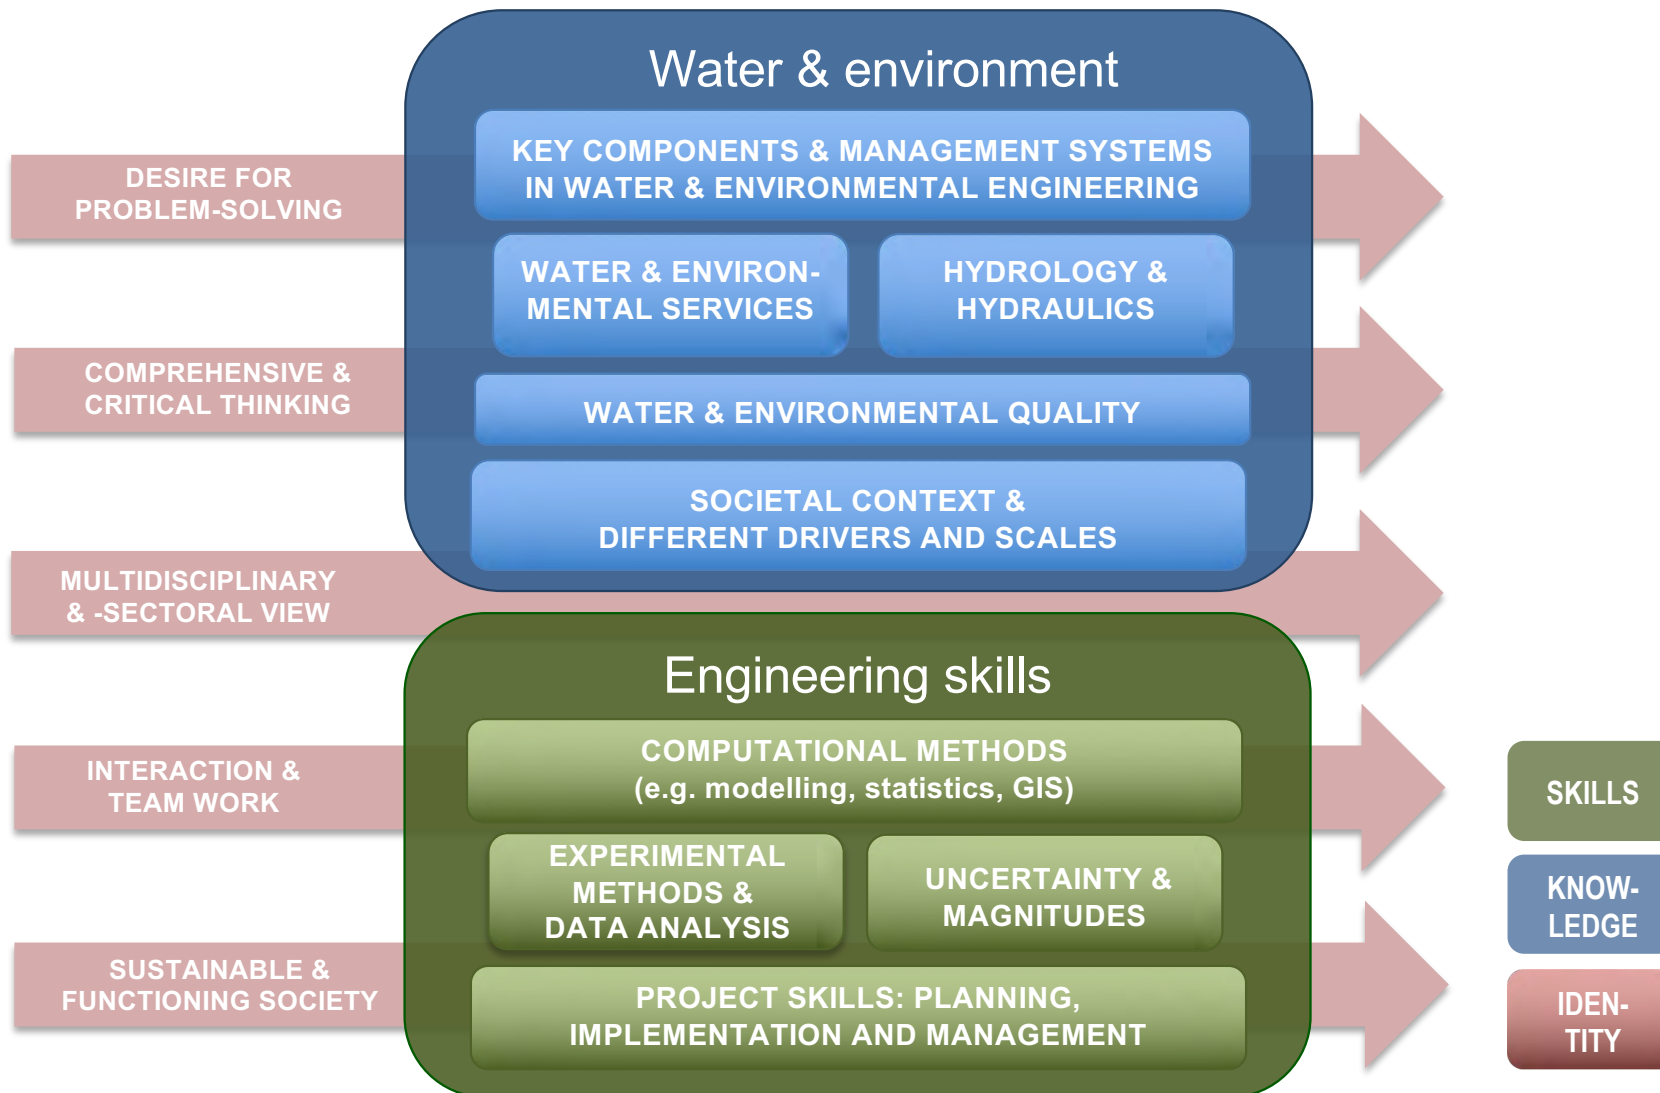 Water & environment
KEY COMPONENTS & MANAGEMENT SYSTEMS
IN WATER & ENVIRONMENTAL ENGINEERING
WATER & ENVIRON-
MENTAL SERVICES
HYDROLOGY &
HYDRAULICS
WATER & ENVIRONMENTAL QUALITY
SOCIETAL CONTEXT &
DIFFERENT DRIVERS AND SCALES
DESIRE FOR
PROBLEM-SOLVING
COMPREHENSIVE &
CRITICAL THINKING
MULTIDISCIPLINARY
& -SECTORAL VIEW
INTERACTION &
TEAM WORK
SUSTAINABLE &
FUNCTIONING SOCIETY
Engineering skills
COMPUTATIONAL METHODS
(e.g. modelling, statistics, GIS)
EXPERIMENTAL
METHODS &
DATA ANALYSIS
UNCERTAINTY &
MAGNITUDES
PROJECT SKILLS: PLANNING,
IMPLEMENTATION AND MANAGEMENT
SKILLS
KNOW-
LEDGE
IDEN-
TITY